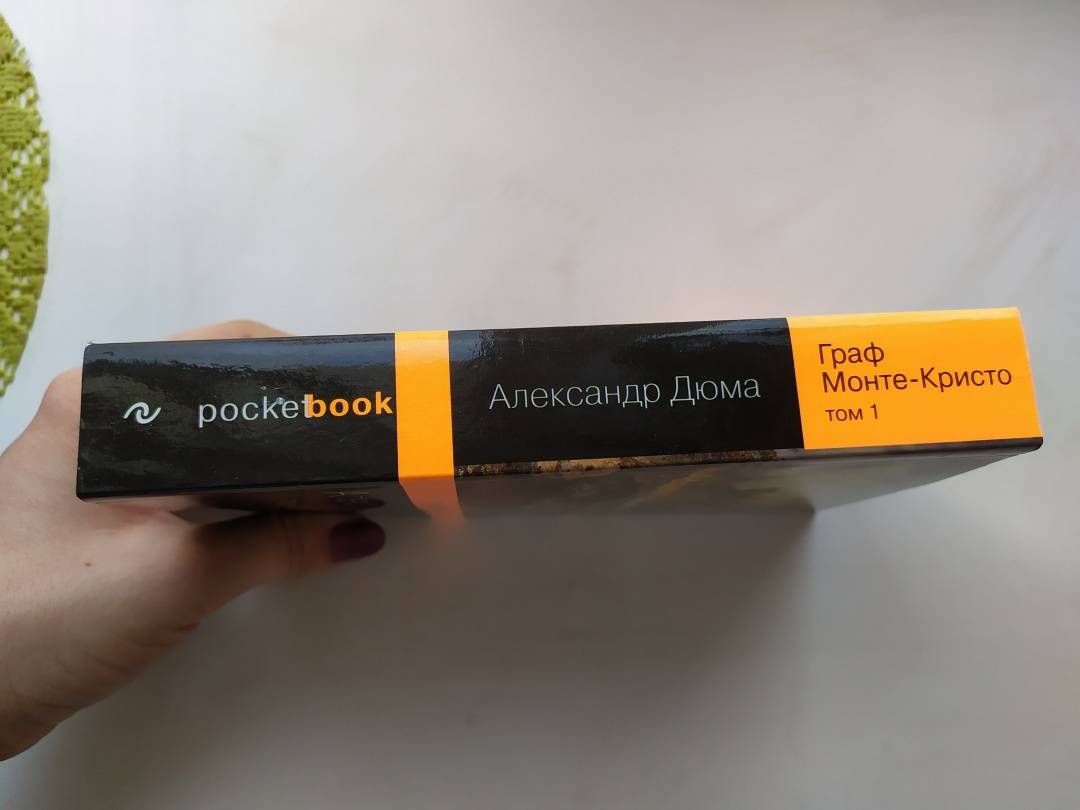 pocketbook
Александр Дюма
Граф
Монте-Кристо
том 1